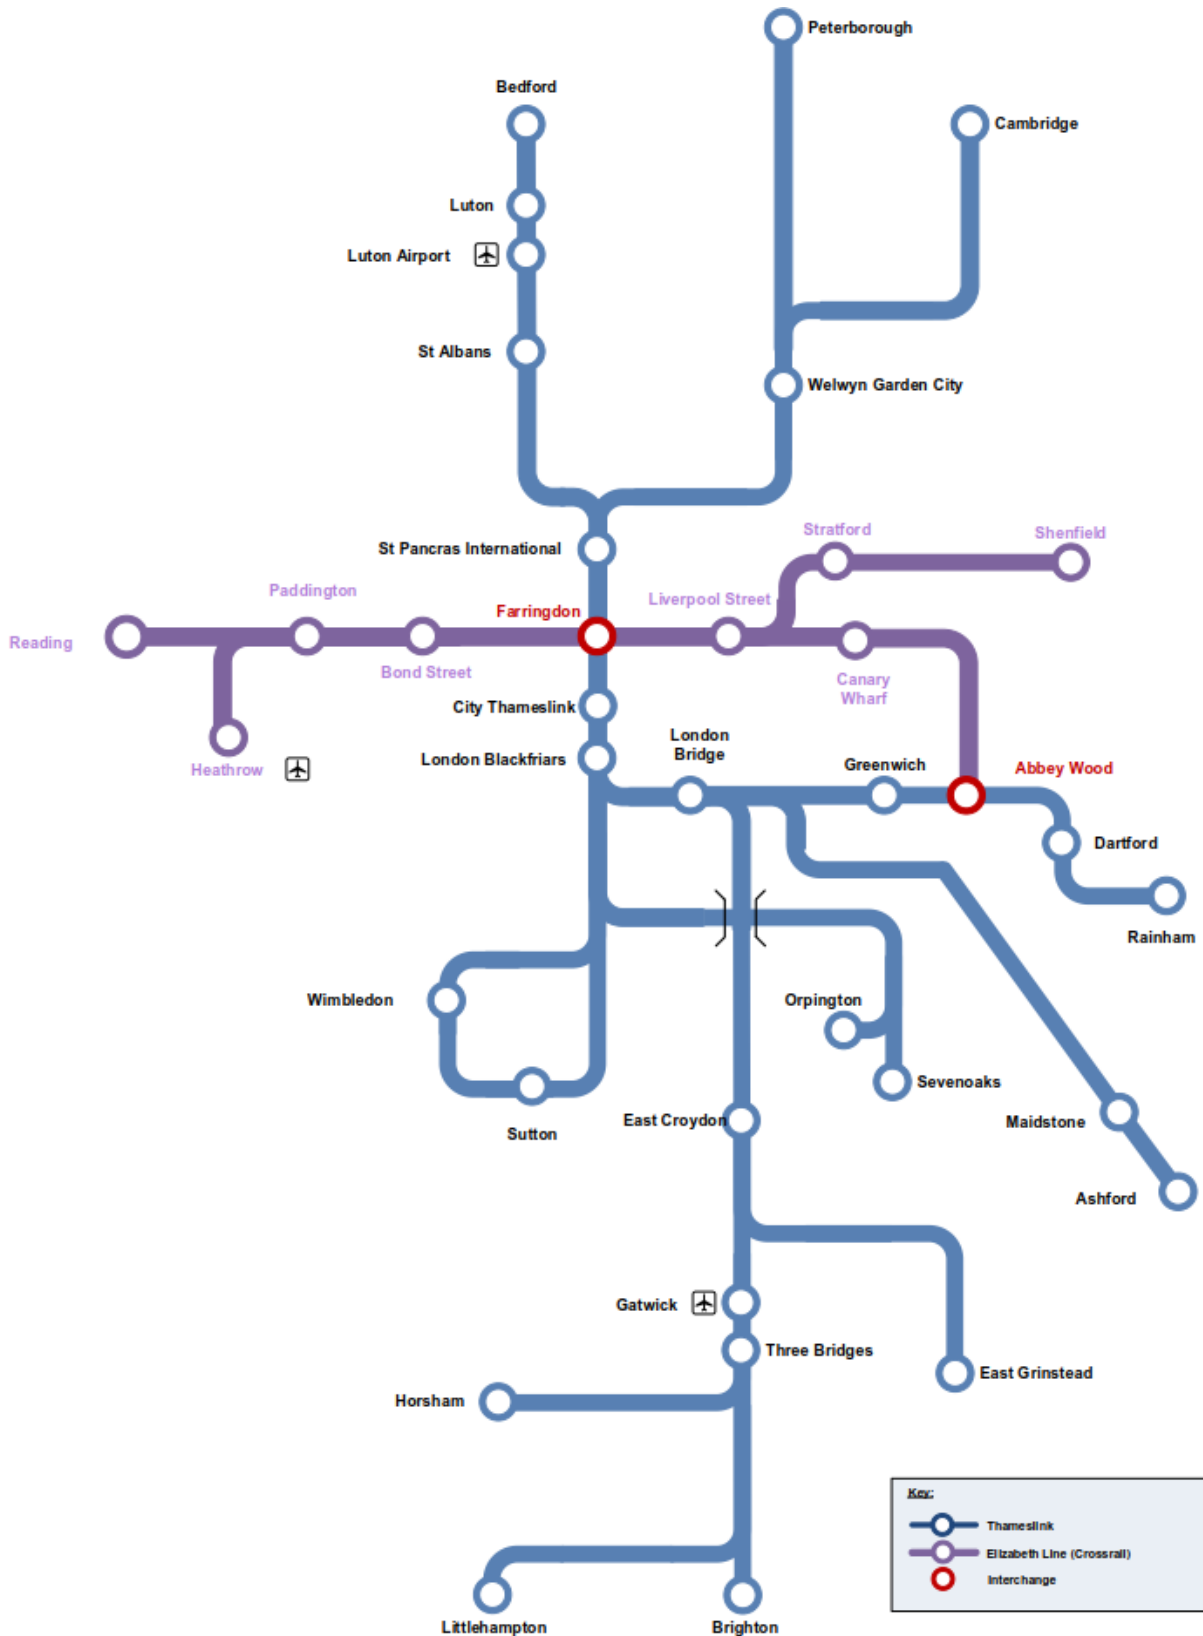 Peterborough
Bedford
Cambridge
Luton
Luton Airport
St Albans
Welwyn Garden City
Stratford
Shenfield
St Pancras International
Paddington
Liverpool Street
Farringdon
Reading
Bond Street
Canary
Wharf
City Thameslink
London
Bridge
London Blackfriars
Greenwich
Abbey Wood
Heathrow
Dartford
Rainham
Wimbledon
Orpington
Sevenoaks
East Croydon
Maidstone
Sutton
Ashford
Gatwick
Three Bridges
East Grinstead
Horsham
Key:
Thameslink
Elizabeth Line (Crossrail)
Interchange
Littlehampton
Brighton